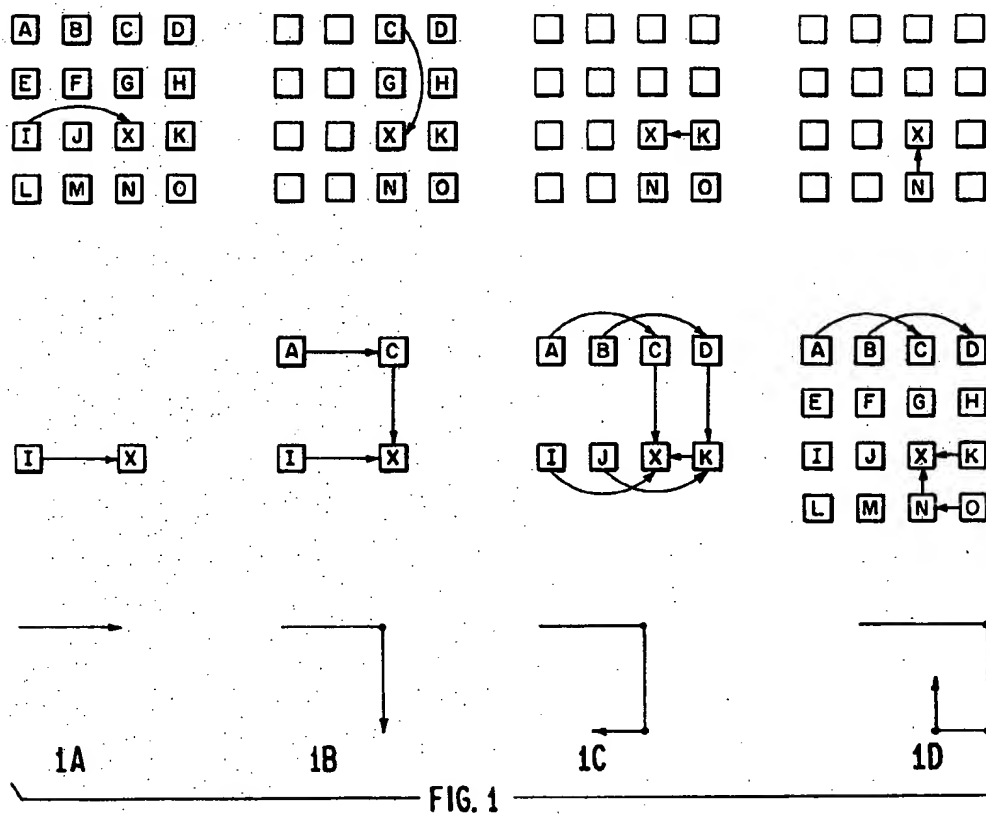 A B C D C D
E F G H G H
I J X K X K X K X
L M N O N O N O N
A C A B C D A B C D
E F G H
I X I X I J X K I J X K
L M N O
1A 1B 1C 1D
FIG. 1